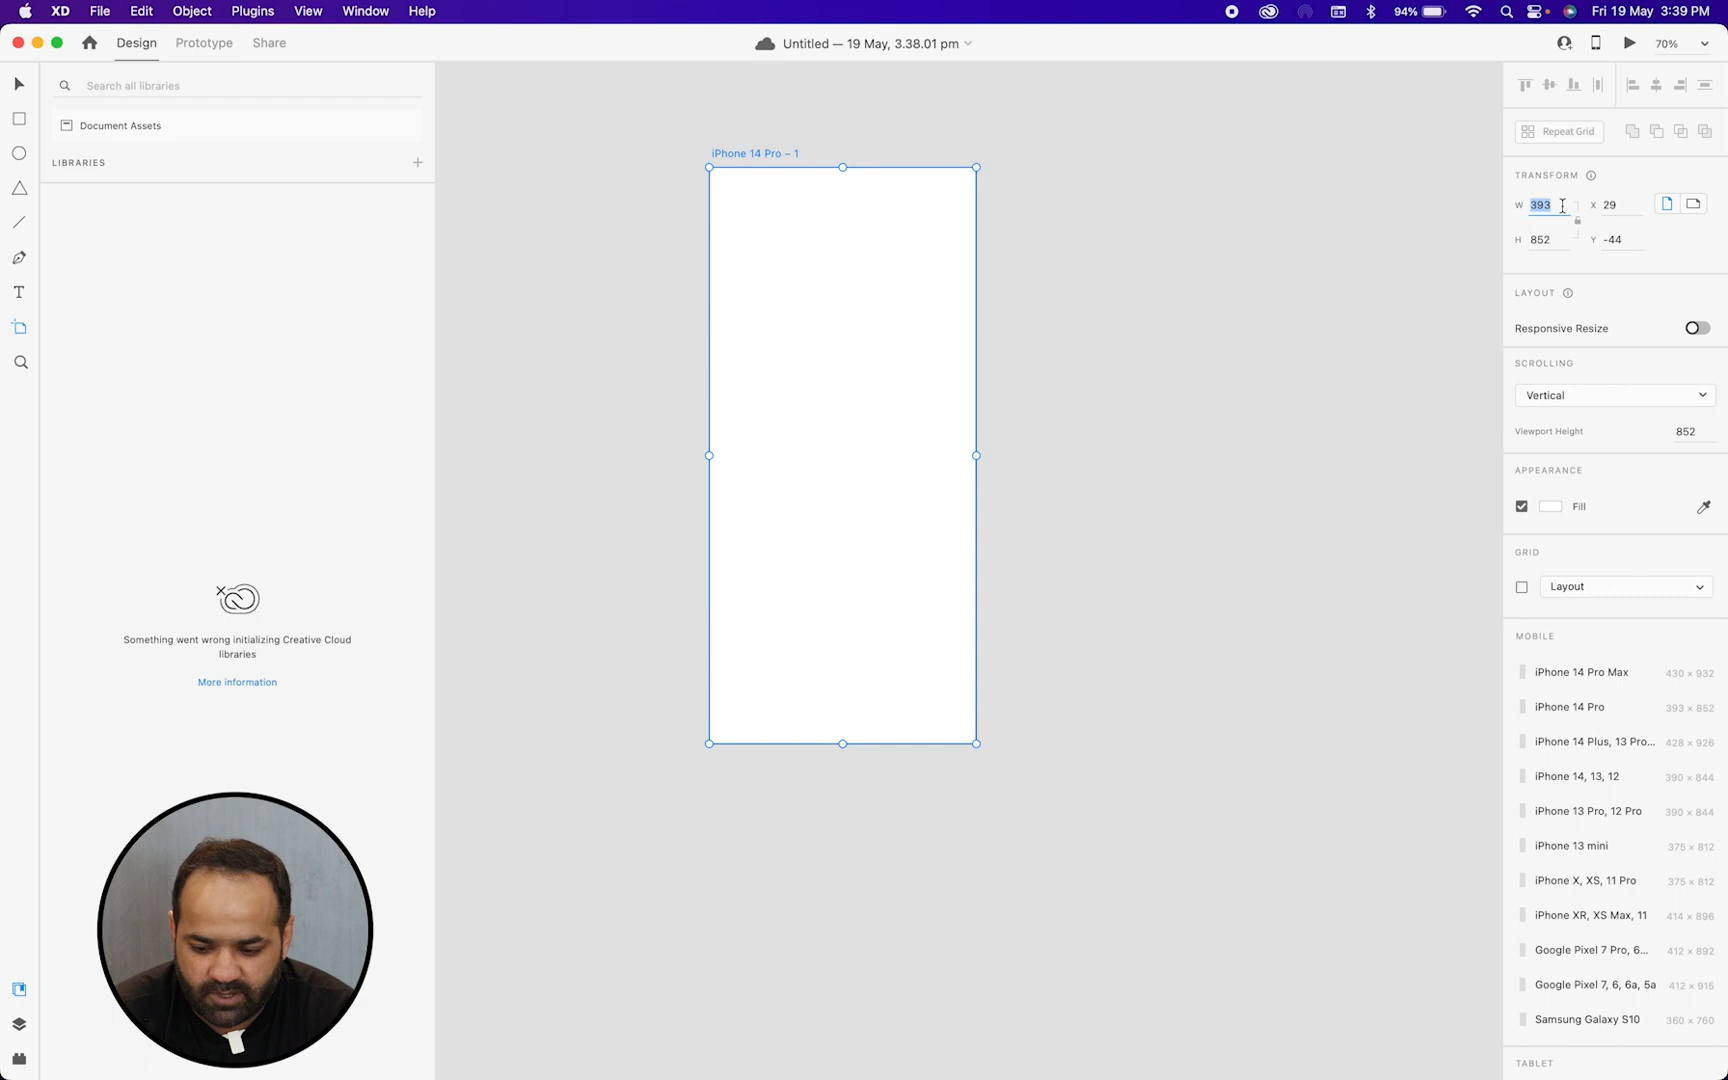 XD File Edit Object Plugins View Window Help 94% Fri 19 May 3:39 PM
Design Prototype Share Untitled — 19 May, 3.38.01 pm 70%
Search all libraries
Document Assets
LIBRARIES
Something went wrong initializing Creative Cloud
libraries
More information
iPhone 14 Pro – 1
Repeat Grid
TRANSFORM
W 393 X 29
H 852 Y -44
LAYOUT
Responsive Resize
SCROLLING
Vertical
Viewport Height 852
APPEARANCE
Fill
GRID
Layout
MOBILE
iPhone 14 Pro Max 430 × 932
iPhone 14 Pro 393 × 852
iPhone 14 Plus, 13 Pro... 428 × 926
iPhone 14, 13, 12 390 × 844
iPhone 13 Pro, 12 Pro 390 × 844
iPhone 13 mini 375 × 812
iPhone X, XS, 11 Pro 375 × 812
iPhone XR, XS Max, 11 414 × 896
Google Pixel 7 Pro, 6... 412 × 892
Google Pixel 7, 6, 6a, 5a 412 × 915
Samsung Galaxy S10 360 × 760
TABLET